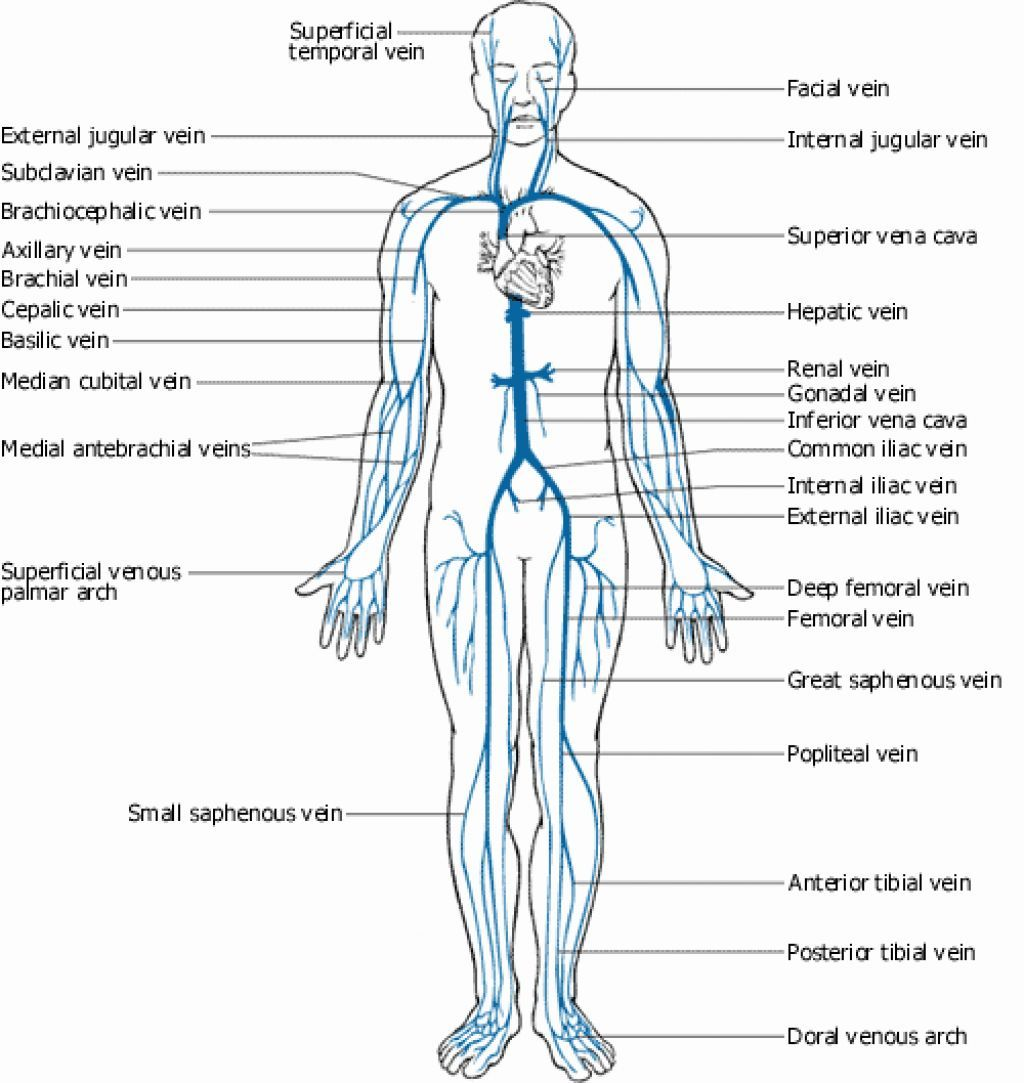 Superficial
temporal vein
External jugular vein
Subclavian vein
Brachiocephalic vein
Axillary vein
Brachial vein
Cepalic vein
Basilic vein
Median cubital vein
Medial antebrachial veins
Superficial venous
palmar arch
Small saphenous vein
Facial vein
Internal jugular vein
Superior vena cava
Hepatic vein
Renal vein
Gonadal vein
Inferior vena cava
Common iliac vein
Internal iliac vein
External iliac vein
Deep femoral vein
Femoral vein
Great saphenous vein
Popliteal vein
Anterior tibial vein
Posterior tibial vein
Doral venous arch